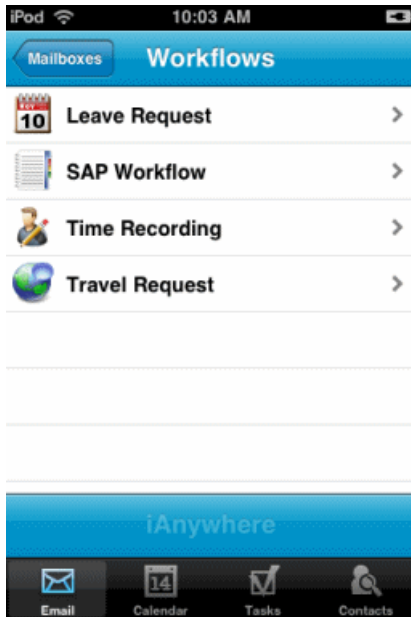 iPod 10:03 AM
Mailboxes Workflows
10 Leave Request
SAP Workflow
Time Recording
Travel Request
iAnywhere
14
Email Calendar Tasks Contacts